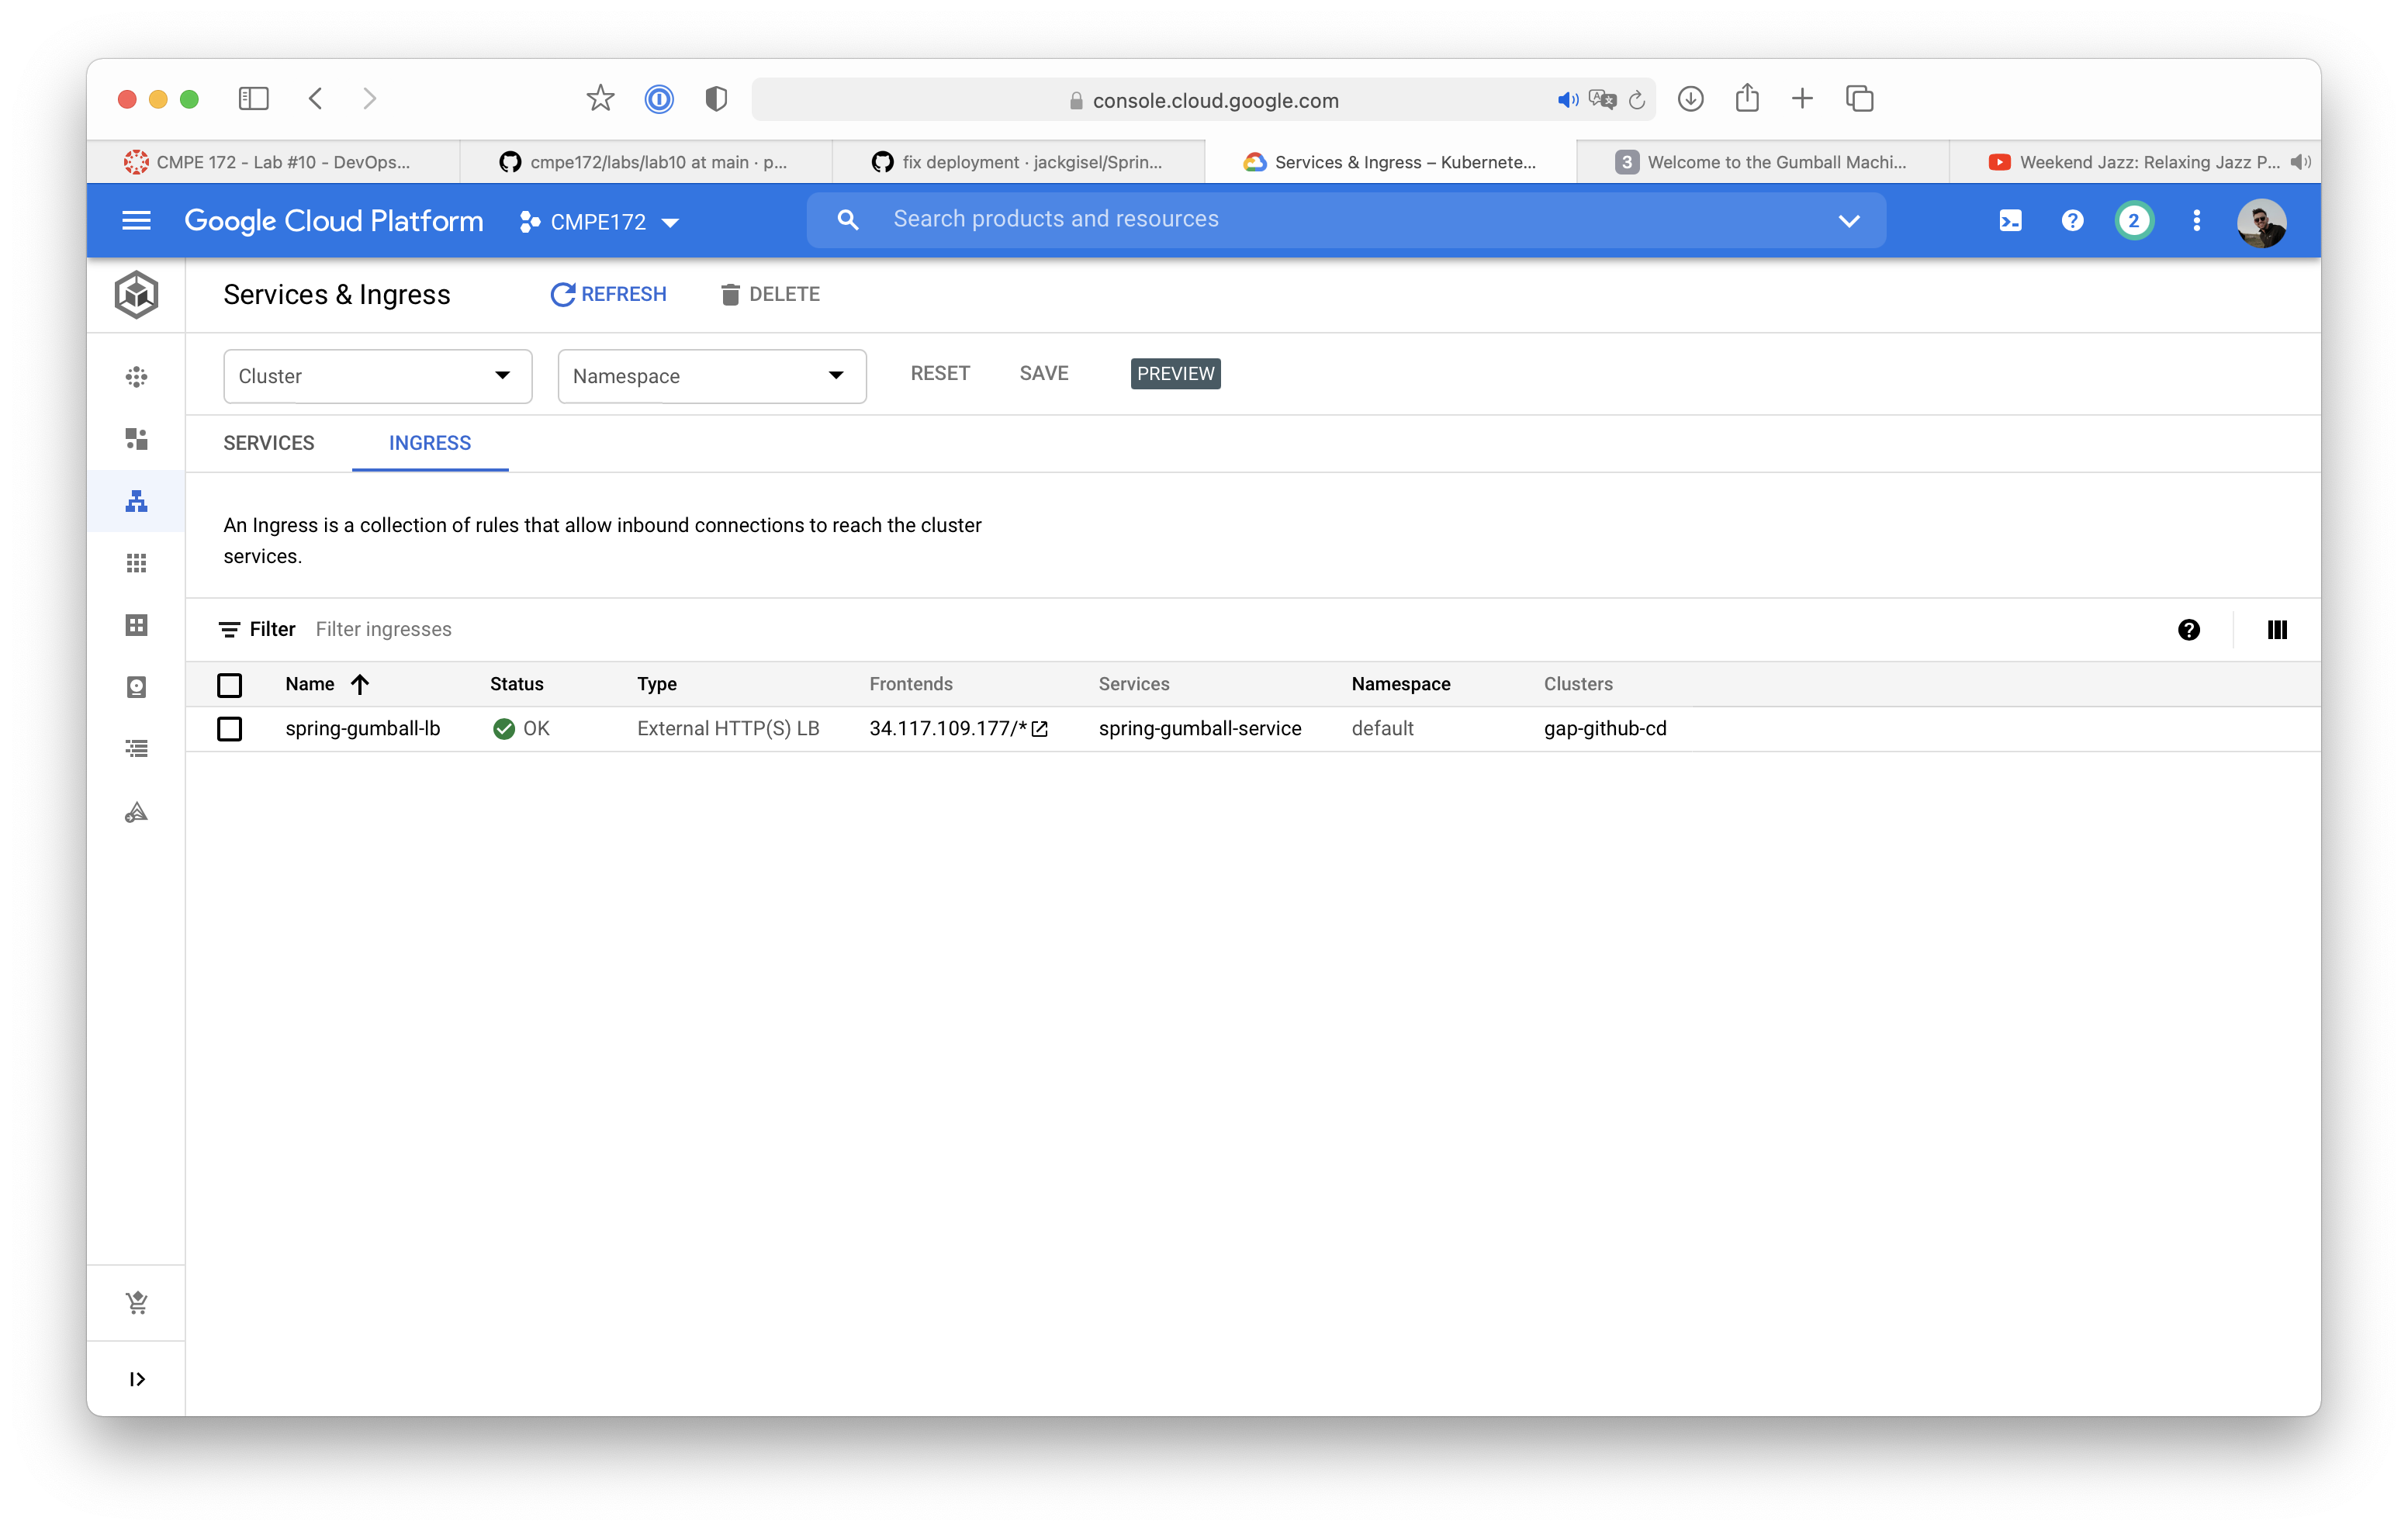 console.cloud.google.com
CMPE 172 - Lab #10 - DevOps...
cmpe172/labs/lab10 at main · p...
fix deployment · jackgisel/Sprin...
Services & Ingress – Kubernete...
3 Welcome to the Gumball Machi...
Weekend Jazz: Relaxing Jazz P...
Google Cloud Platform
CMPE172
Search products and resources
2
Services & Ingress
REFRESH
DELETE
Cluster
Namespace
RESET
SAVE
PREVIEW
SERVICES
INGRESS
An Ingress is a collection of rules that allow inbound connections to reach the cluster
services.
Filter Filter ingresses
Name Status Type Frontends Services Namespace Clusters
spring-gumball-lb OK External HTTP(S) LB 34.117.109.177/* spring-gumball-service default gap-github-cd